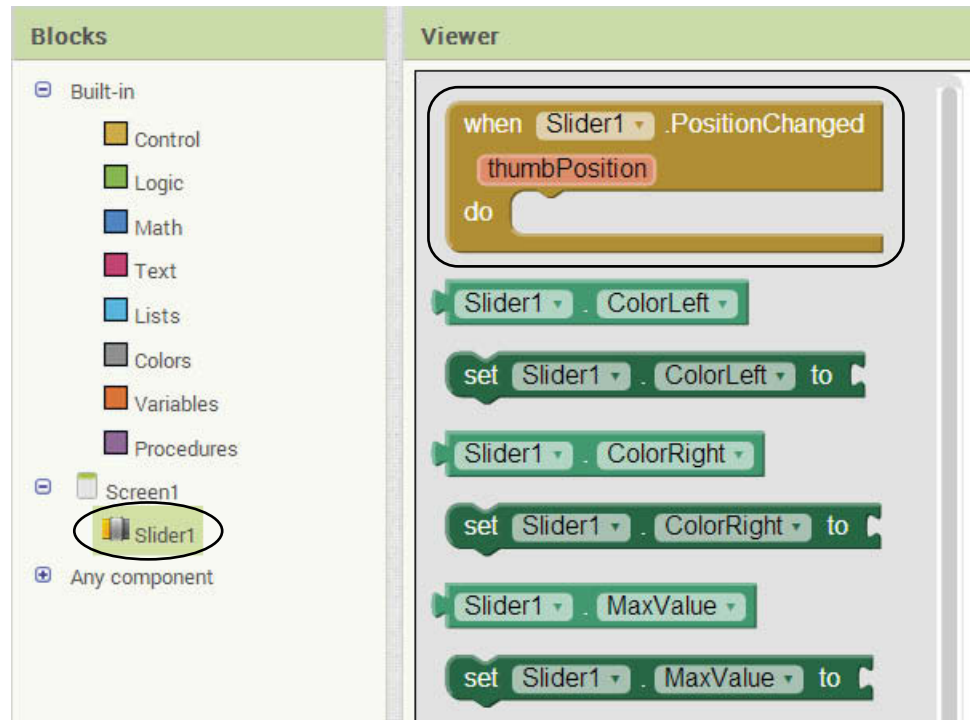 Blocks
Built-in
Control
Logic
Math
Text
Lists
Colors
Variables
Procedures
Screen1
Slider1
Any component
Viewer
when Slider1 .PositionChanged
thumbPosition
do
Slider1 . ColorLeft
set Slider1 . ColorLeft to
Slider1 . ColorRight
set Slider1 . ColorRight to
Slider1 . MaxValue
set Slider1 . MaxValue to